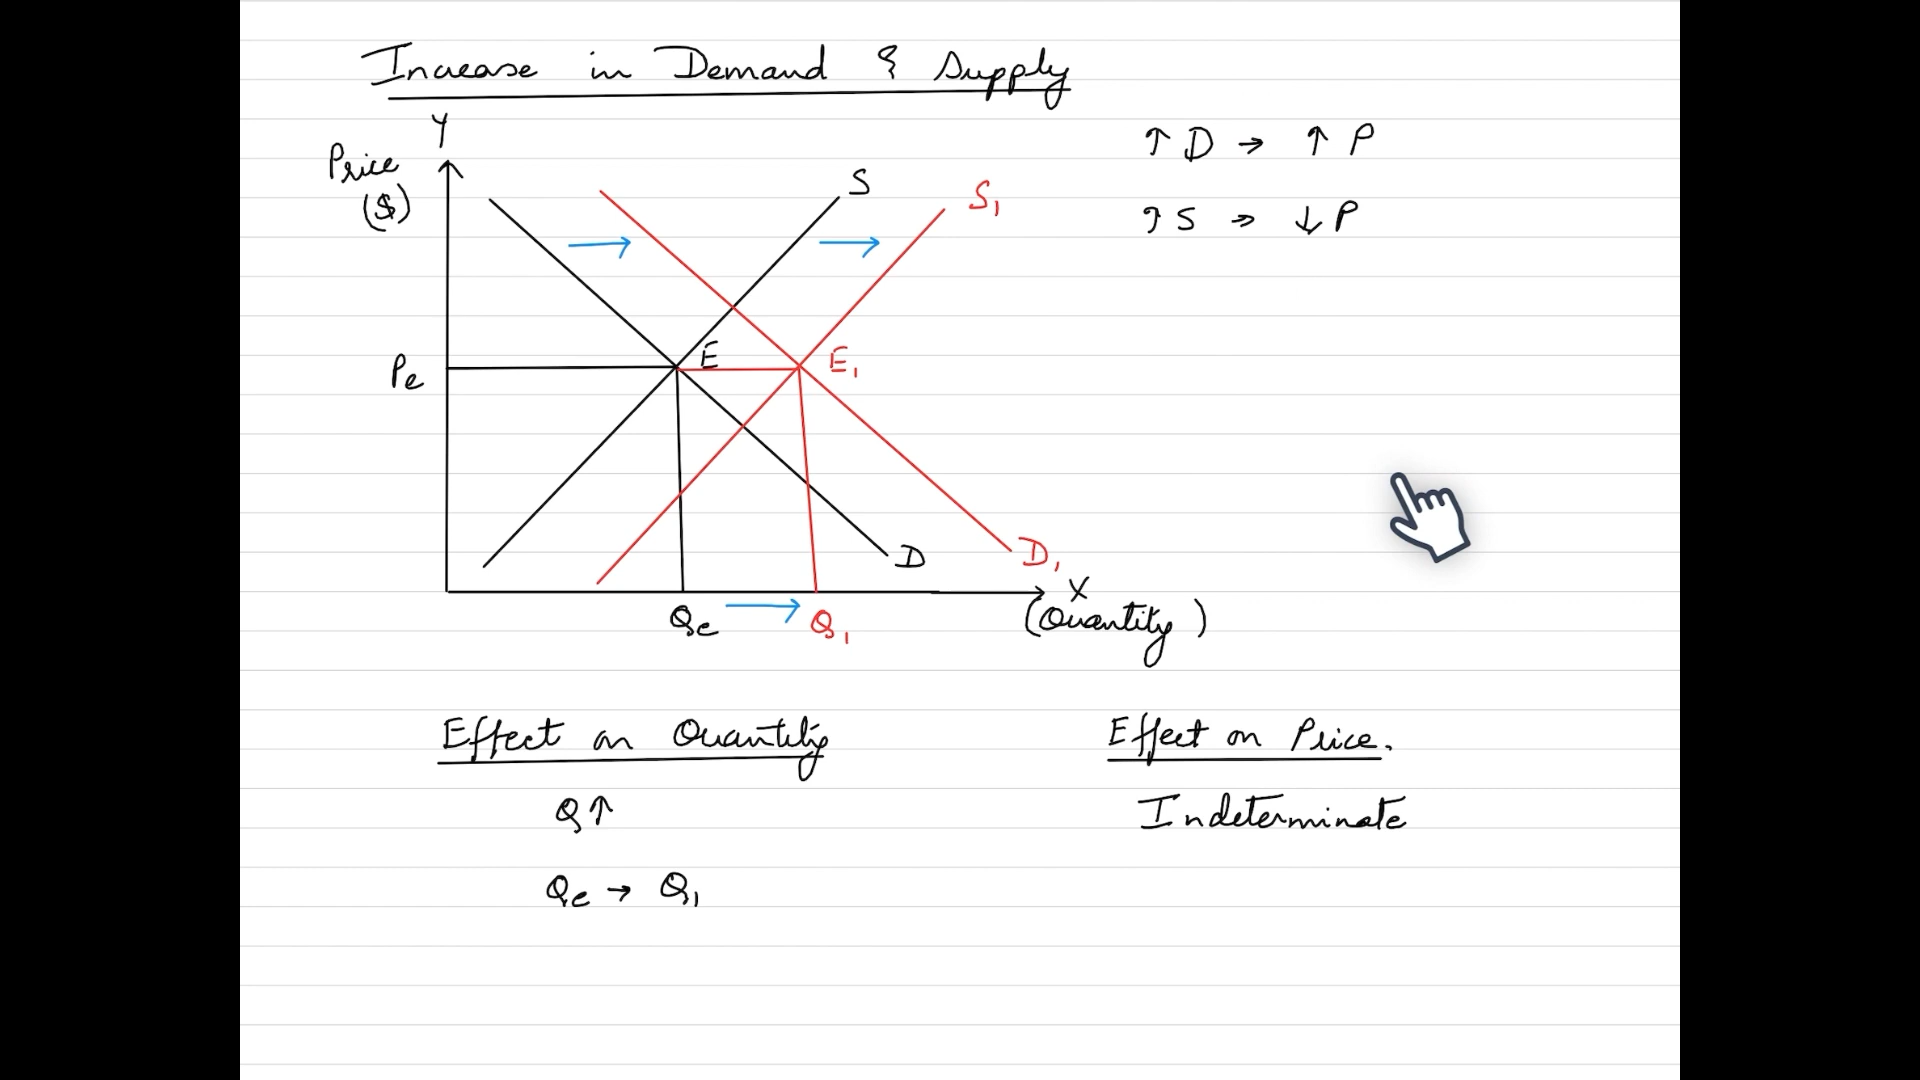 Increase in Demand & Supply
Y
Price
($)
↑ D → ↑ P
↑ S → ↓ P
S
S₁
→
→
Pe
E
E₁
D
D₁
X
Qe → Q₁
(Quantity)
Effect on Quantity
Effect on Price.
Q↑
Indeterminate
Qe → Q₁